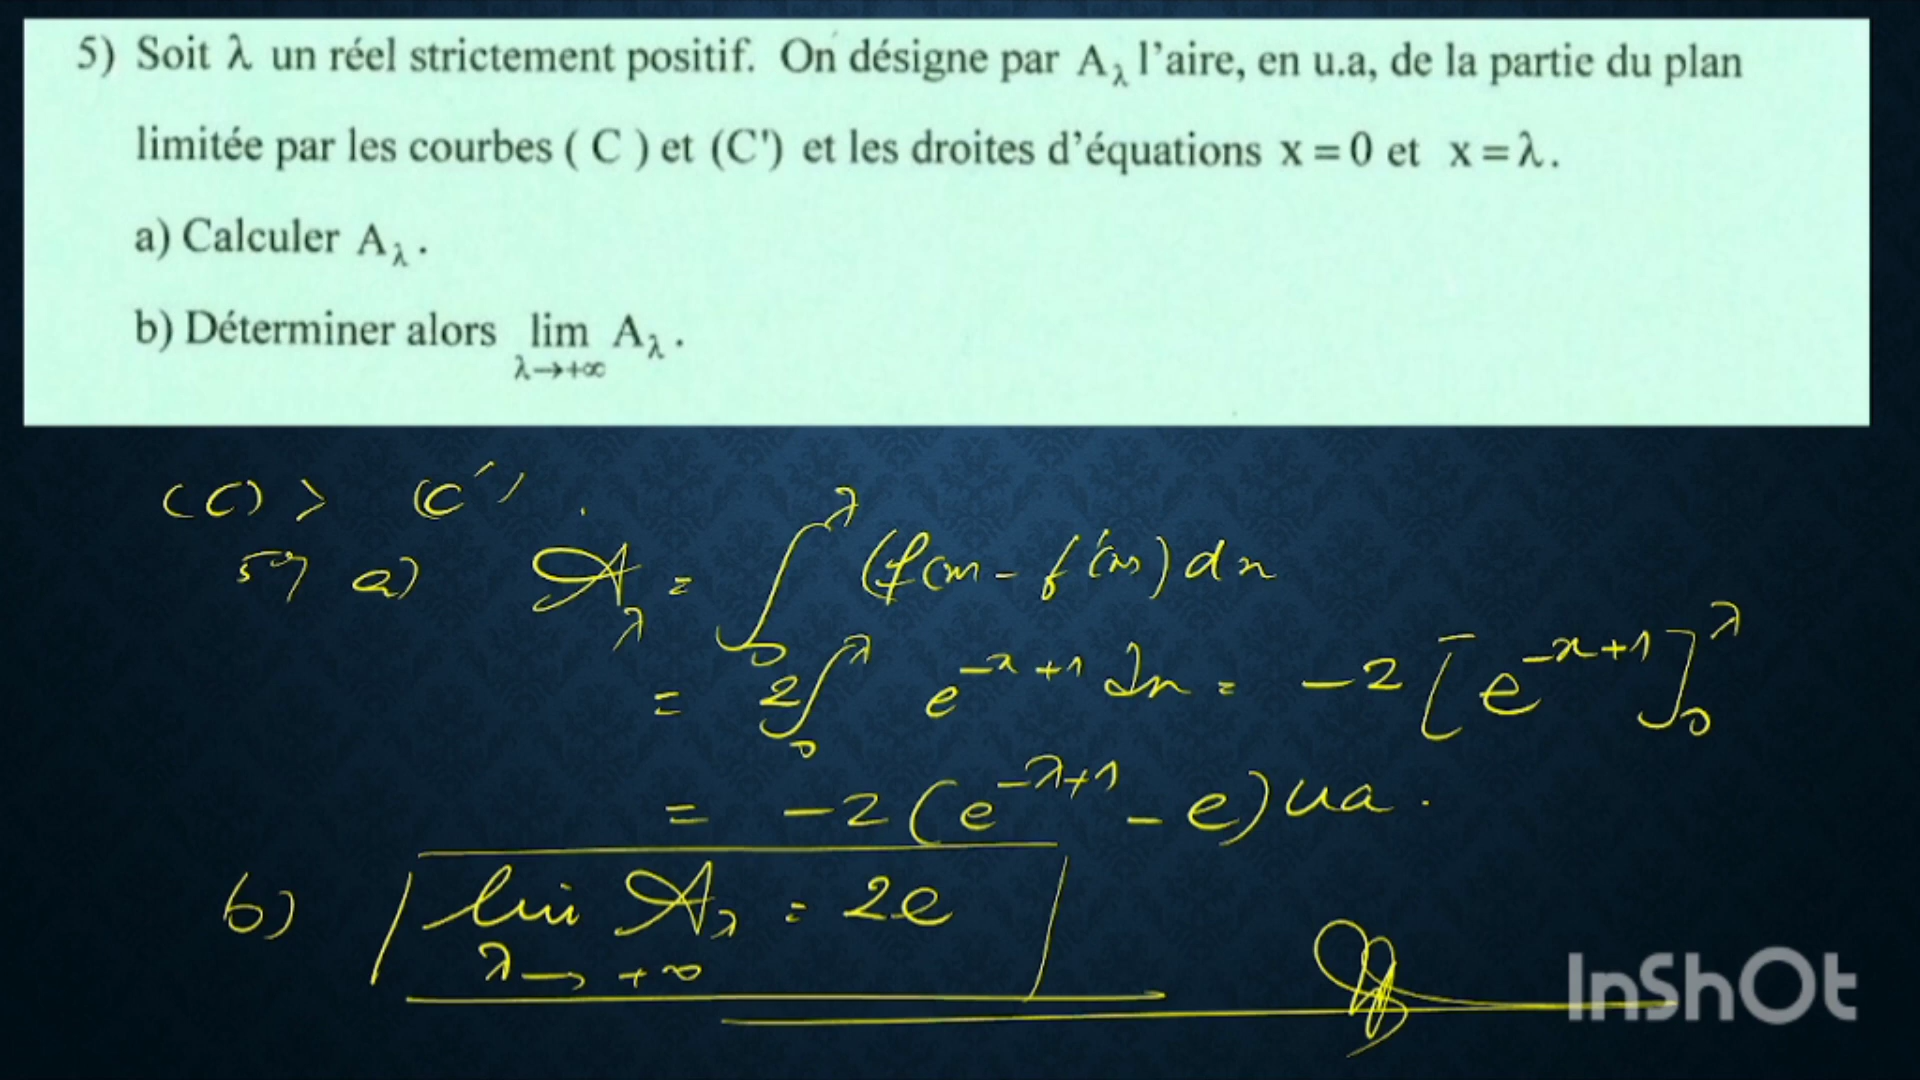 5) Soit λ un réel strictement positif. On désigne par A_λ l'aire, en u.a, de la partie du plan
limitée par les courbes ( C ) et (C') et les droites d'équations x = 0 et x = λ.
a) Calculer A_λ.
b) Déterminer alors lim A_λ.
λ→+∞
(C) > (C').
5°) a) A_λ = ∫_0^λ (f(x) - f'(x)) dx
= 2∫_0^λ e^{-x+1} dx = -2 [e^{-x+1}]_0^λ
= -2 (e^{-λ+1} - e) ua.
b) lim A_λ = 2e
λ→ +∞
InShOt